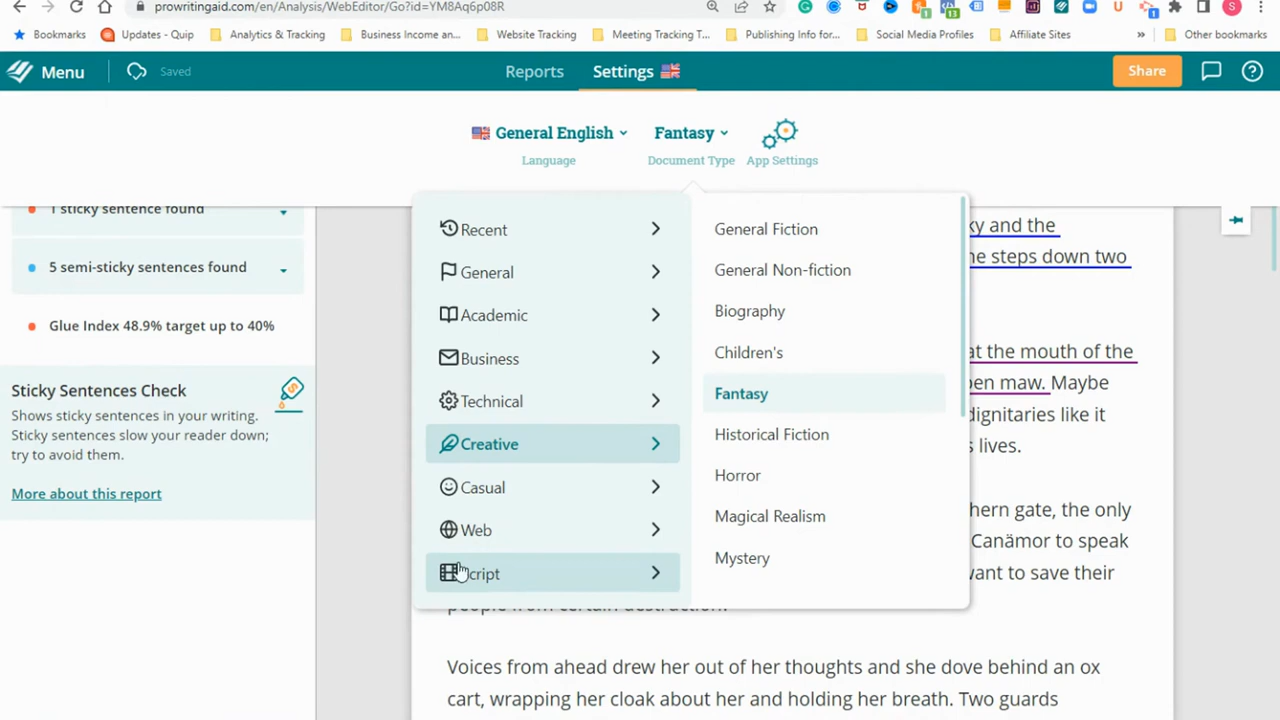 prowritingaid.com/en/Analysis/WebEditor/Go?id=YM8Aq6p08R
Bookmarks
Updates - Quip
Analytics & Tracking
Business Income an...
Website Tracking
Meeting Tracking T...
Publishing Info for...
Social Media Profiles
Affiliate Sites
»
Other bookmarks
Menu
Saved
Reports
Settings
Share
General English
Language
Fantasy
Document Type
App Settings
1 sticky sentence found
5 semi-sticky sentences found
Glue Index 48.9% target up to 40%
Sticky Sentences Check
Shows sticky sentences in your writing.
Sticky sentences slow your reader down;
try to avoid them.
More about this report
Recent
General
Academic
Business
Technical
Creative
Casual
Web
cript
General Fiction
General Non-fiction
Biography
Children's
Fantasy
Historical Fiction
Horror
Magical Realism
Mystery
ky and the
e steps down two
at the mouth of the
en maw. Maybe
dignitaries like it
s lives.
hern gate, the only
Canämor to speak
vant to save their
people from certain destruction.
Voices from ahead drew her out of her thoughts and she dove behind an ox
cart, wrapping her cloak about her and holding her breath. Two guards